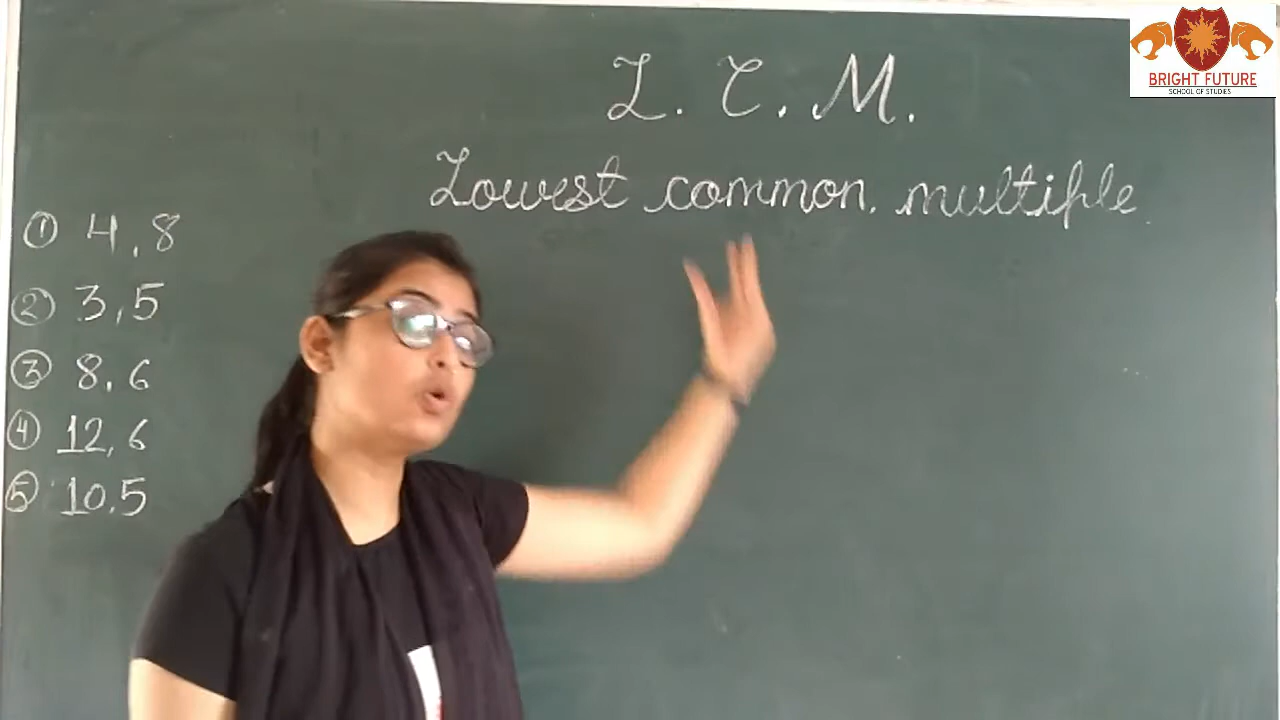 L. C. M.
Lowest common multiple
① 4, 8
② 3, 5
③ 8, 6
④ 12, 6
⑤ 10, 5
BRIGHT FUTURE
SCHOOL OF STUDIES